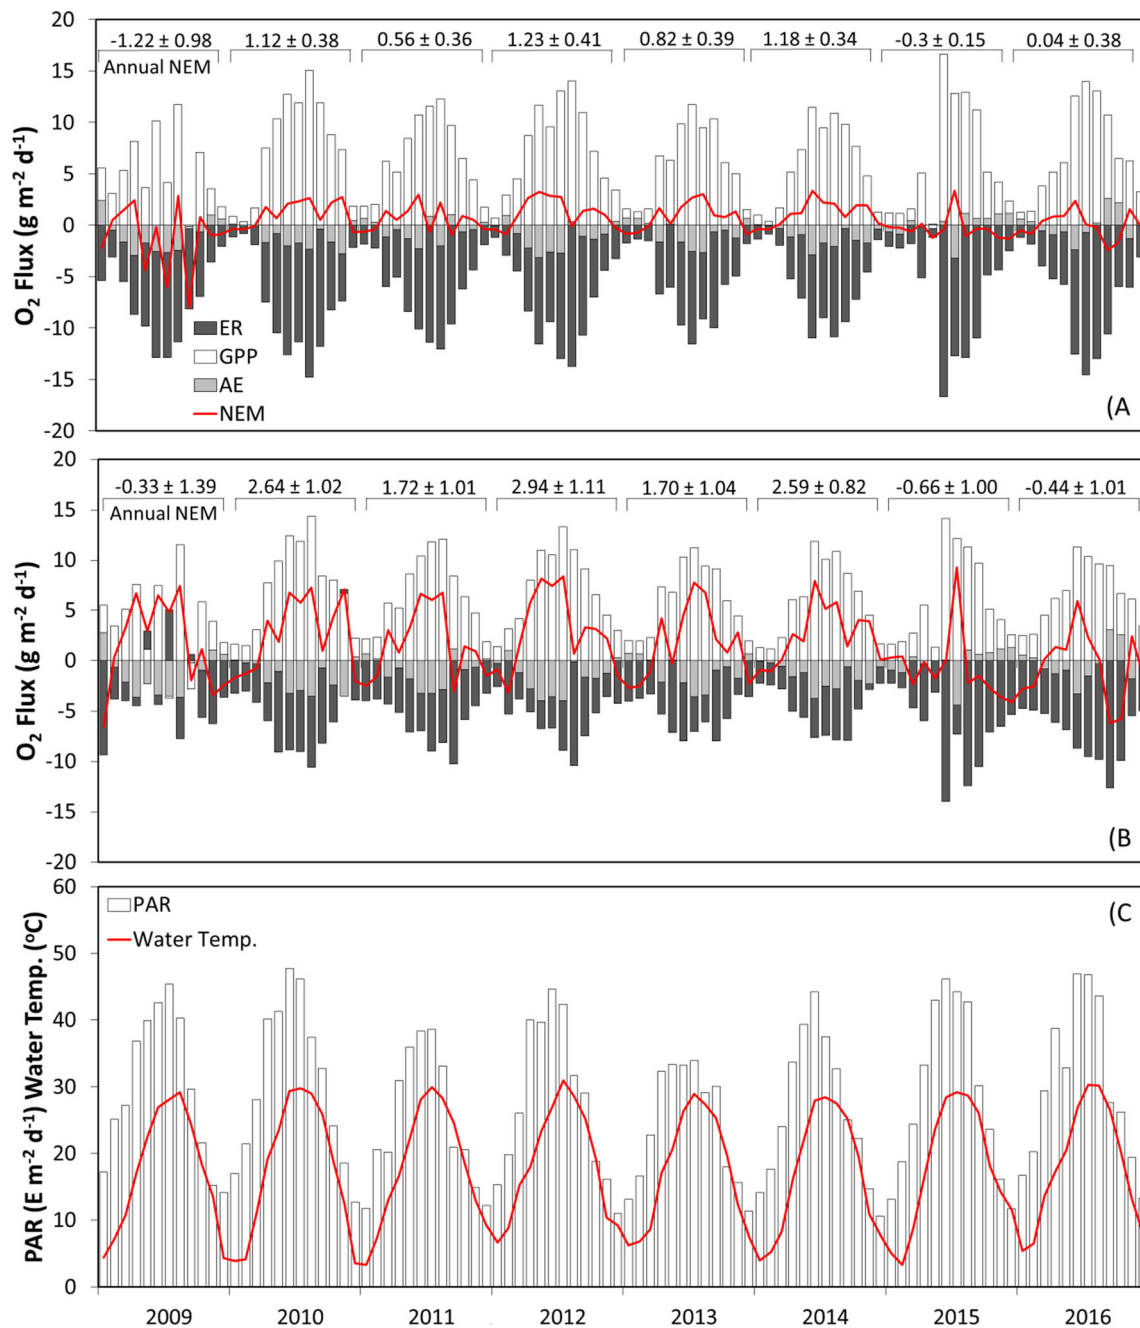 20
-1.22 ± 0.98 1.12 ± 0.38 0.56 ± 0.36 1.23 ± 0.41 0.82 ± 0.39 1.18 ± 0.34 -0.3 ± 0.15 0.04 ± 0.38
Annual NEM
15
10
5
0
-5
-10
-15
-20
O2 Flux (g m-2 d-1)
ER
GPP
AE
NEM
(A
20
-0.33 ± 1.39 2.64 ± 1.02 1.72 ± 1.01 2.94 ± 1.11 1.70 ± 1.04 2.59 ± 0.82 -0.66 ± 1.00 -0.44 ± 1.01
Annual NEM
15
10
5
0
-5
-10
-15
-20
O2 Flux (g m-2 d-1)
(B
60
50
40
30
20
10
0
PAR (E m-2 d-1) Water Temp. (oC)
PAR
Water Temp.
(C
2009 2010 2011 2012 2013 2014 2015 2016